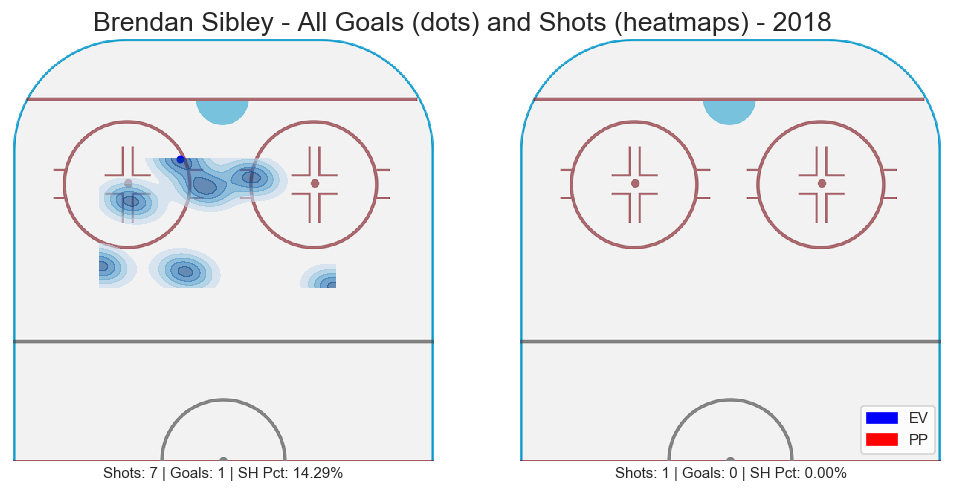 Brendan Sibley - All Goals (dots) and Shots (heatmaps) - 2018
EV
PP
Shots: 7 | Goals: 1 | SH Pct: 14.29%
Shots: 1 | Goals: 0 | SH Pct: 0.00%